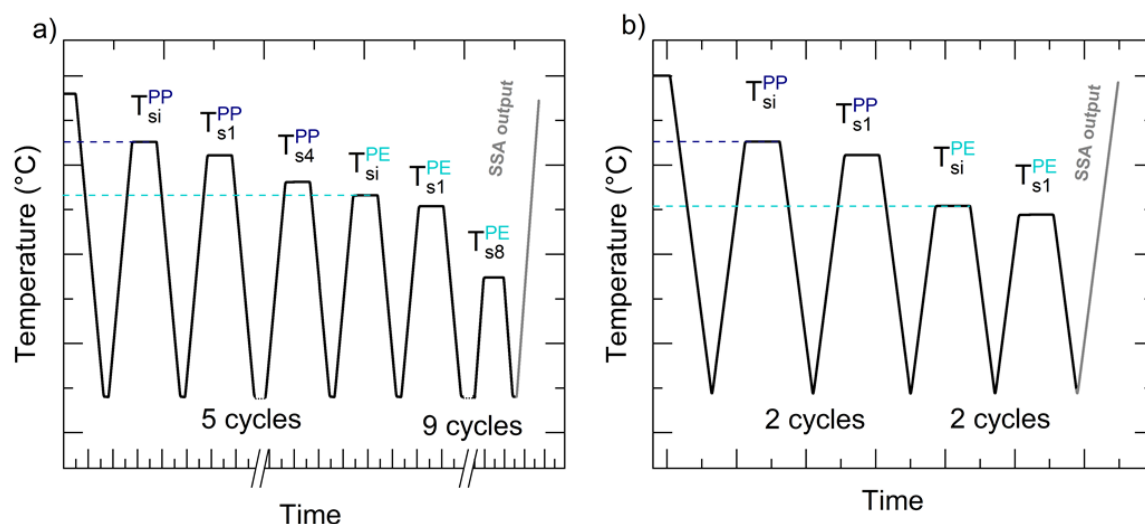 a)
T_si^PP
T_s1^PP
T_s4^PP
T_si^PE
T_s1^PE
T_s8^PE
SSA output
Temperature (°C)
5 cycles
9 cycles
Time
b)
T_si^PP
T_s1^PP
T_si^PE
T_s1^PE
SSA output
Temperature (°C)
2 cycles
2 cycles
Time